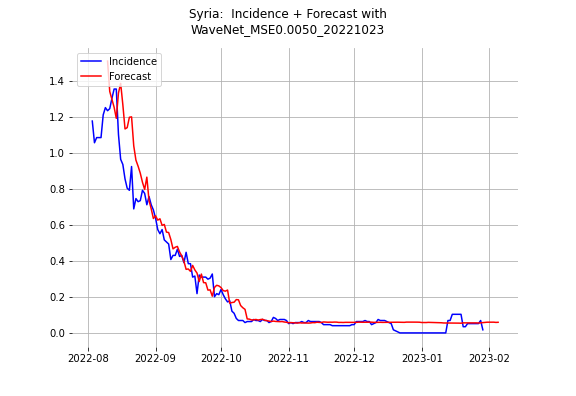 Syria:  Incidence + Forecast with
WaveNet_MSE0.0050_20221023
Incidence
Forecast
1.4
1.2
1.0
0.8
0.6
0.4
0.2
0.0
2022-08 2022-09 2022-10 2022-11 2022-12 2023-01 2023-02